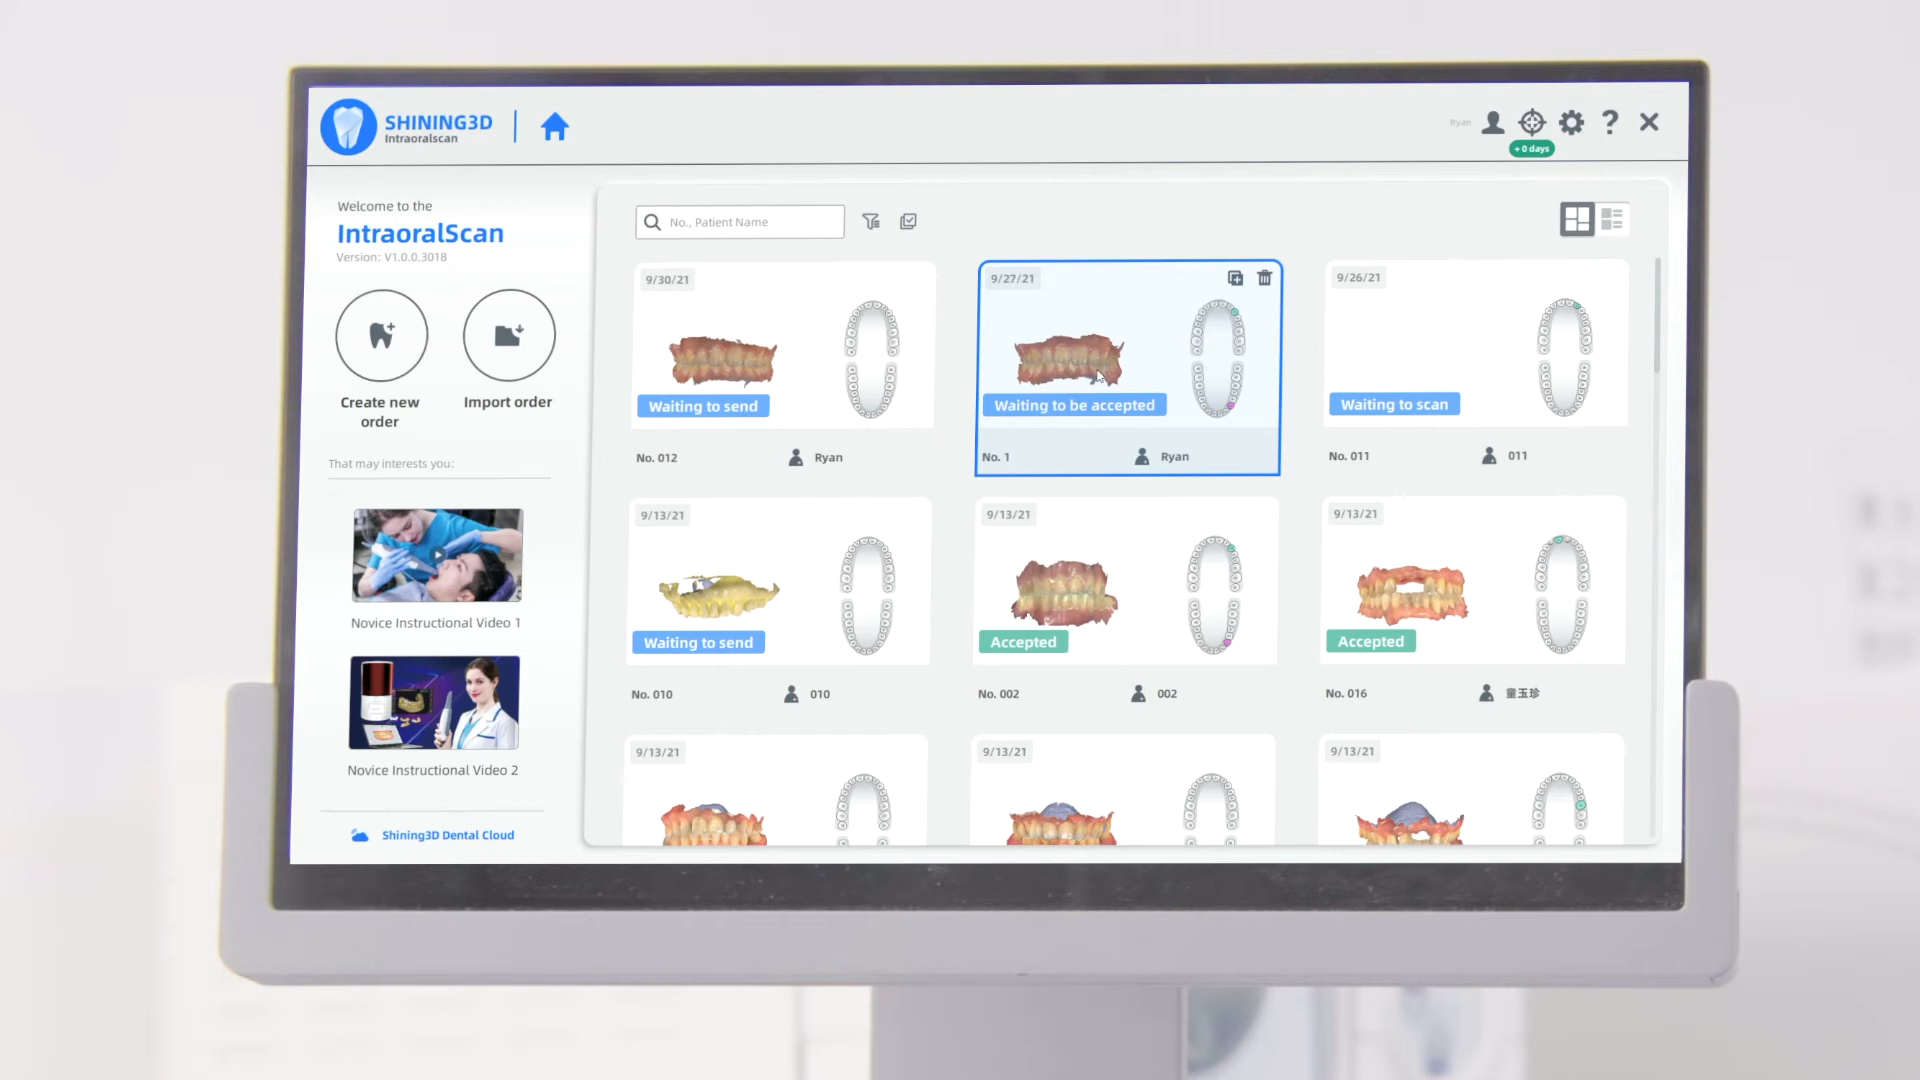 SHINING3D
Intraoralscan
Ryan
+ 0 days
Welcome to the
IntraoralScan
Version: V1.0.0.3018
Create new
order
Import order
That may interests you:
Novice Instructional Video 1
Novice Instructional Video 2
Shining3D Dental Cloud
No., Patient Name
9/30/21
Waiting to send
No. 012
Ryan
9/27/21
Waiting to be accepted
No. 1
Ryan
9/26/21
Waiting to scan
No. 011
011
9/13/21
Waiting to send
No. 010
010
9/13/21
Accepted
No. 002
002
9/13/21
Accepted
No. 016
童玉珍
9/13/21
9/13/21
9/13/21